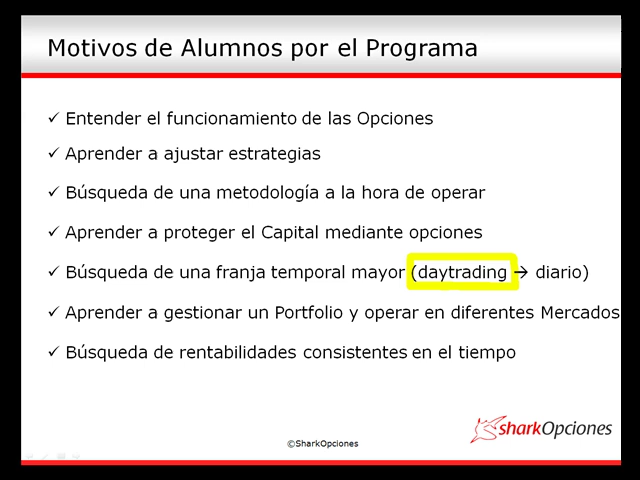 Motivos de Alumnos por el Programa
✓ Entender el funcionamiento de las Opciones
✓ Aprender a ajustar estrategias
✓ Búsqueda de una metodología a la hora de operar
✓ Aprender a proteger el Capital mediante opciones
✓ Búsqueda de una franja temporal mayor (daytrading → diario)
✓ Aprender a gestionar un Portfolio y operar en diferentes Mercados
✓ Búsqueda de rentabilidades consistentes en el tiempo
sharkOpciones
©SharkOpciones